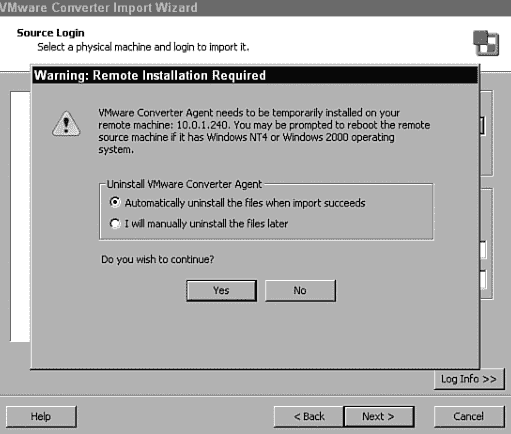 VMware Converter Import Wizard
Source Login
Select a physical machine and login to import it.
Warning: Remote Installation Required
VMware Converter Agent needs to be temporarily installed on your
remote machine: 10.0.1.240. You may be prompted to reboot the remote
source machine if it has Windows NT4 or Windows 2000 operating
system.
Uninstall VMware Converter Agent
Automatically uninstall the files when import succeeds
I will manually uninstall the files later
Do you wish to continue?
Yes No
Log Info >>
Help < Back Next > Cancel